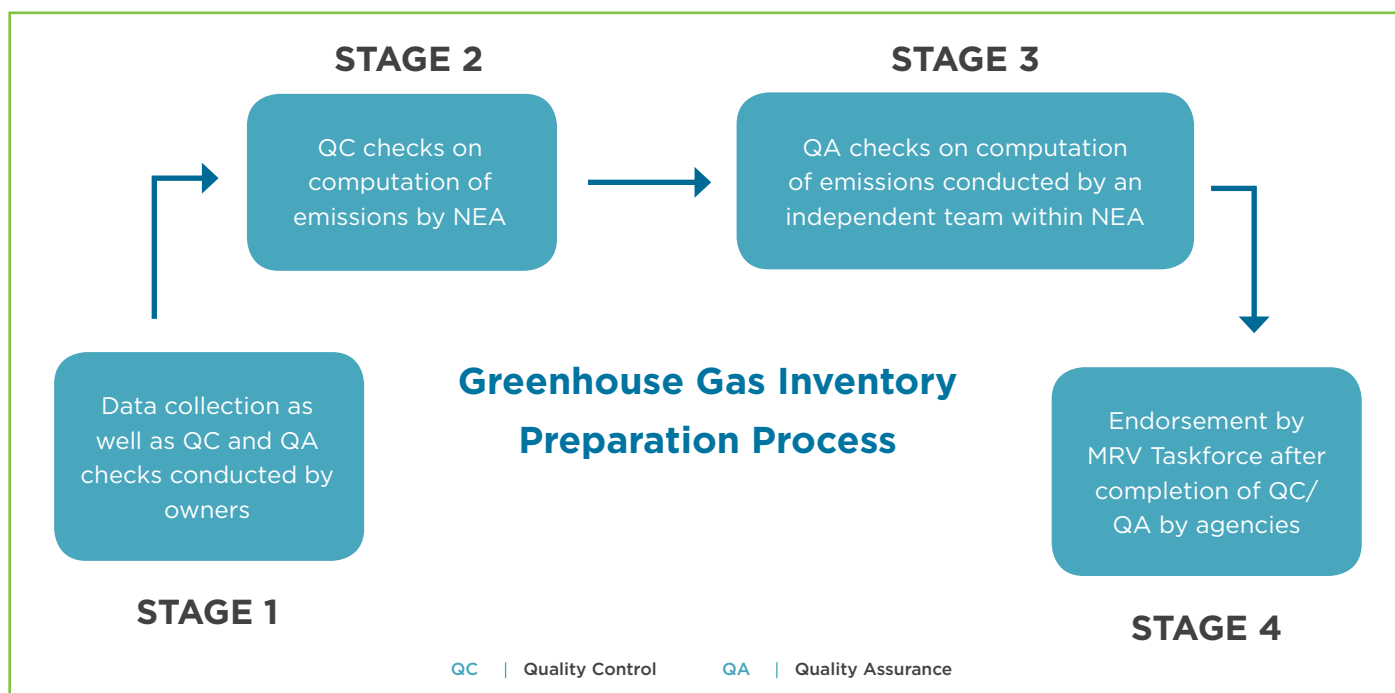 STAGE 2
QC checks on
computation of
emissions by NEA
STAGE 3
QA checks on computation
of emissions conducted by an
independent team within NEA
Data collection as
well as QC and QA
checks conducted by
owners
STAGE 1
Greenhouse Gas Inventory
Preparation Process
Endorsement by
MRV Taskforce after
completion of QC/
QA by agencies
STAGE 4
QC | Quality Control QA | Quality Assurance